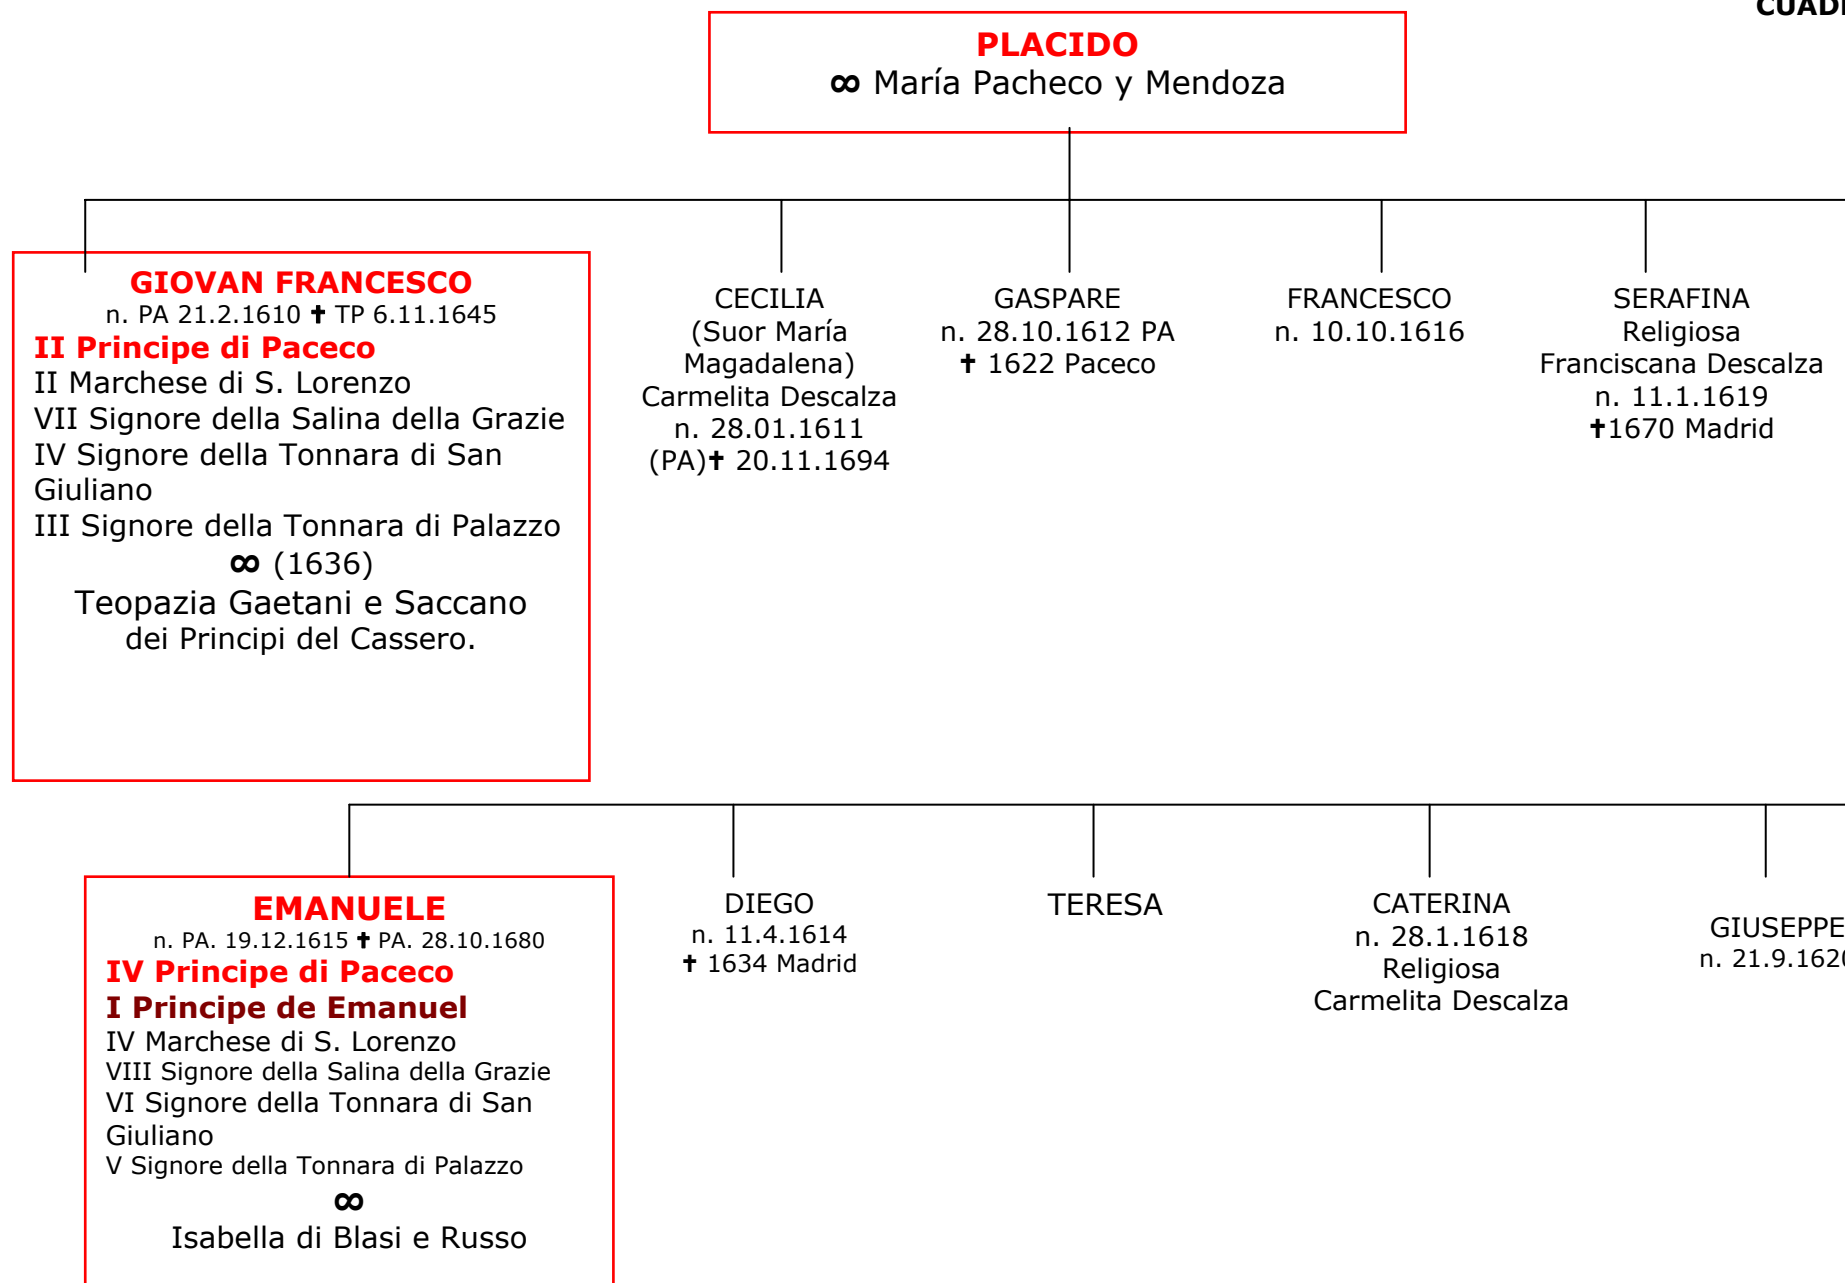 PLACIDO
∞ María Pacheco y Mendoza
GIOVAN FRANCESCO
n. PA 21.2.1610 ✝ TP 6.11.1645
II Principe di Paceco
II Marchese di S. Lorenzo
VII Signore della Salina della Grazie
IV Signore della Tonnara di San
Giuliano
III Signore della Tonnara di Palazzo
∞ (1636)
Teopazia Gaetani e Saccano
dei Principi del Cassero.
CECILIA
(Suor María
Magadalena)
Carmelita Descalza
n. 28.01.1611
(PA)✝ 20.11.1694
GASPARE
n. 28.10.1612 PA
✝ 1622 Paceco
FRANCESCO
n. 10.10.1616
SERAFINA
Religiosa
Franciscana Descalza
n. 11.1.1619
✝1670 Madrid
EMANUELE
n. PA. 19.12.1615 ✝ PA. 28.10.1680
IV Principe di Paceco
I Principe de Emanuel
IV Marchese di S. Lorenzo
VIII Signore della Salina della Grazie
VI Signore della Tonnara di San
Giuliano
V Signore della Tonnara di Palazzo
∞
Isabella di Blasi e Russo
DIEGO
n. 11.4.1614
✝ 1634 Madrid
TERESA
CATERINA
n. 28.1.1618
Religiosa
Carmelita Descalza
GIUSEPPE
n. 21.9.1620